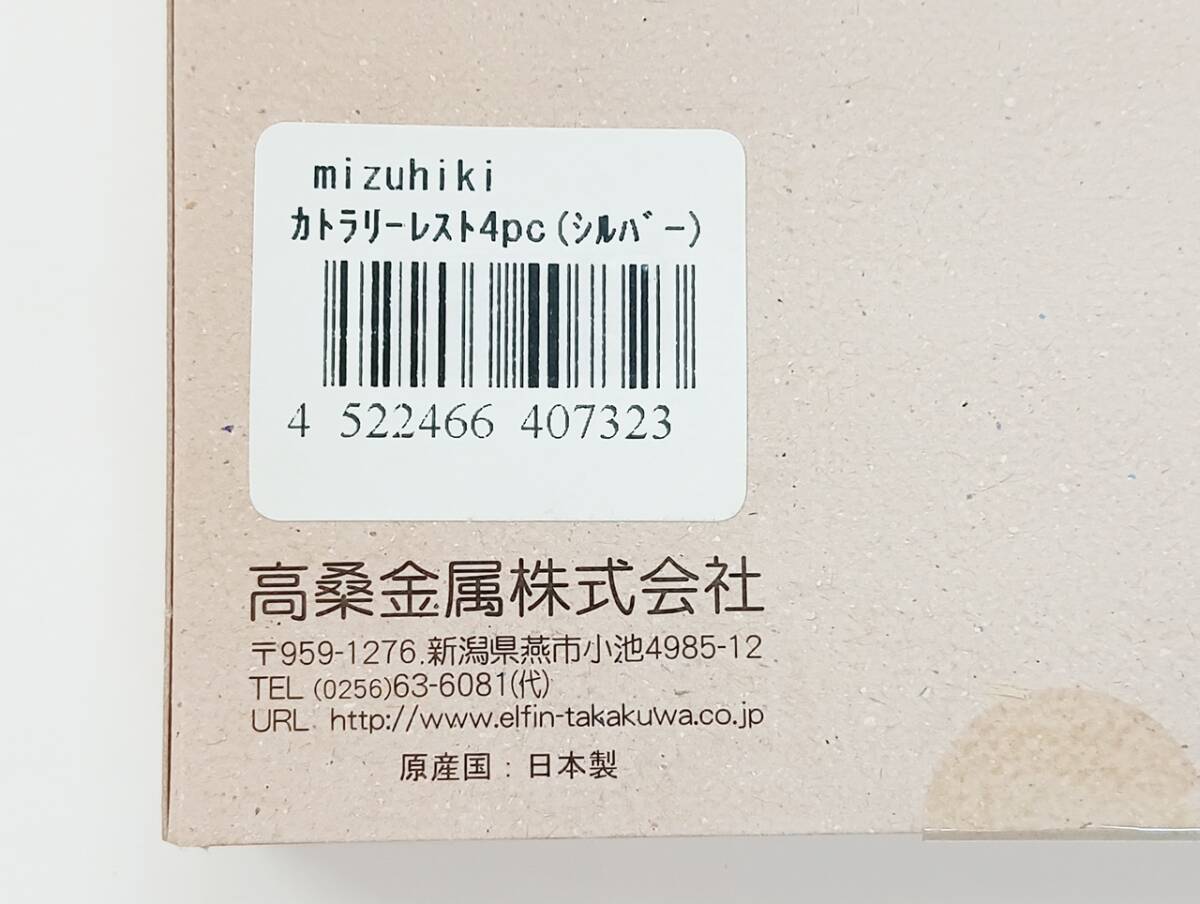 mizuhiki
ｶﾄﾗﾘｰﾚｽﾄ4pc(ｼﾙﾊﾞｰ)
4 522466 407323
高桑金属株式会社
〒959-1276.新潟県燕市小池4985-12
TEL (0256)63-6081(代)
URL http://www.elfin-takakuwa.co.jp
原産国：日本製